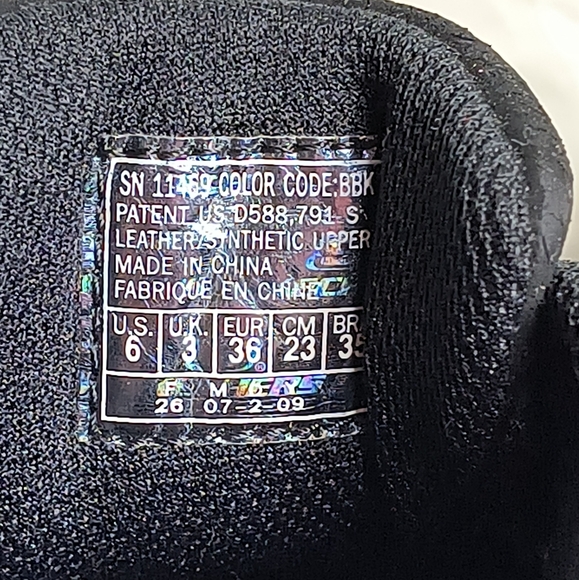 SN 11469 COLOR CODE:BBK
PATENT US D588,791 S
LEATHER/SYNTHETIC UPPER
MADE IN CHINA
FABRIQUE EN CHINE
U.S. U.K. EUR CM BR
6 3 36 23 35
F M
26 07-2-09